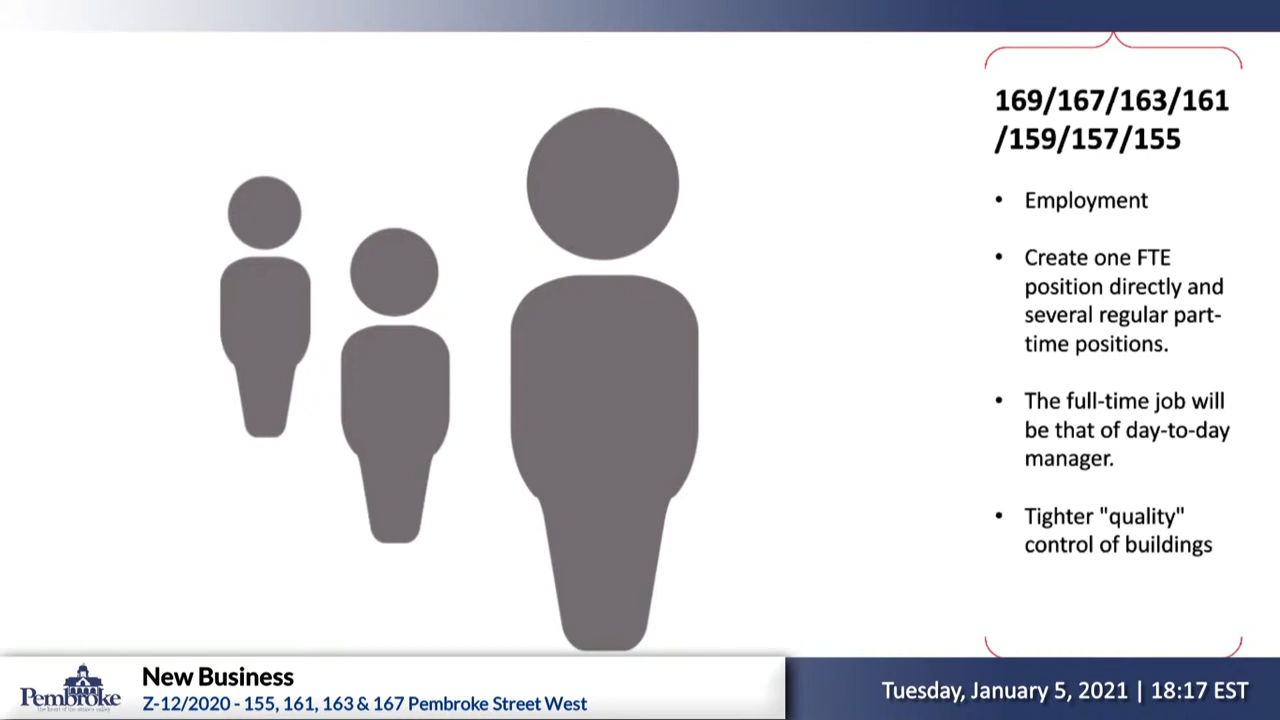 169/167/163/161
/159/157/155
• Employment
• Create one FTE
position directly and
several regular part-
time positions.
• The full-time job will
be that of day-to-day
manager.
• Tighter "quality"
control of buildings
Pembroke
New Business
Z-12/2020 - 155, 161, 163 & 167 Pembroke Street West
Tuesday, January 5, 2021 | 18:17 EST